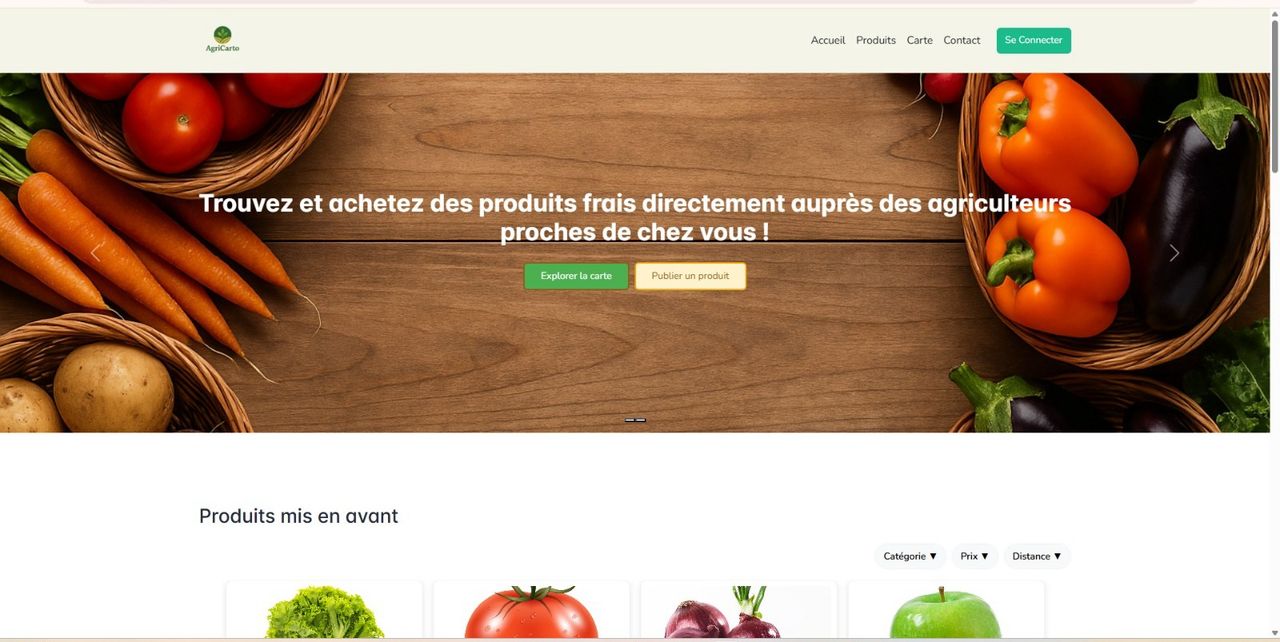 AgriCarto
Accueil
Produits
Carte
Contact
Se Connecter
Trouvez et achetez des produits frais directement auprès des agriculteurs
proches de chez vous !
Explorer la carte
Publier un produit
Produits mis en avant
Catégorie ▼
Prix ▼
Distance ▼